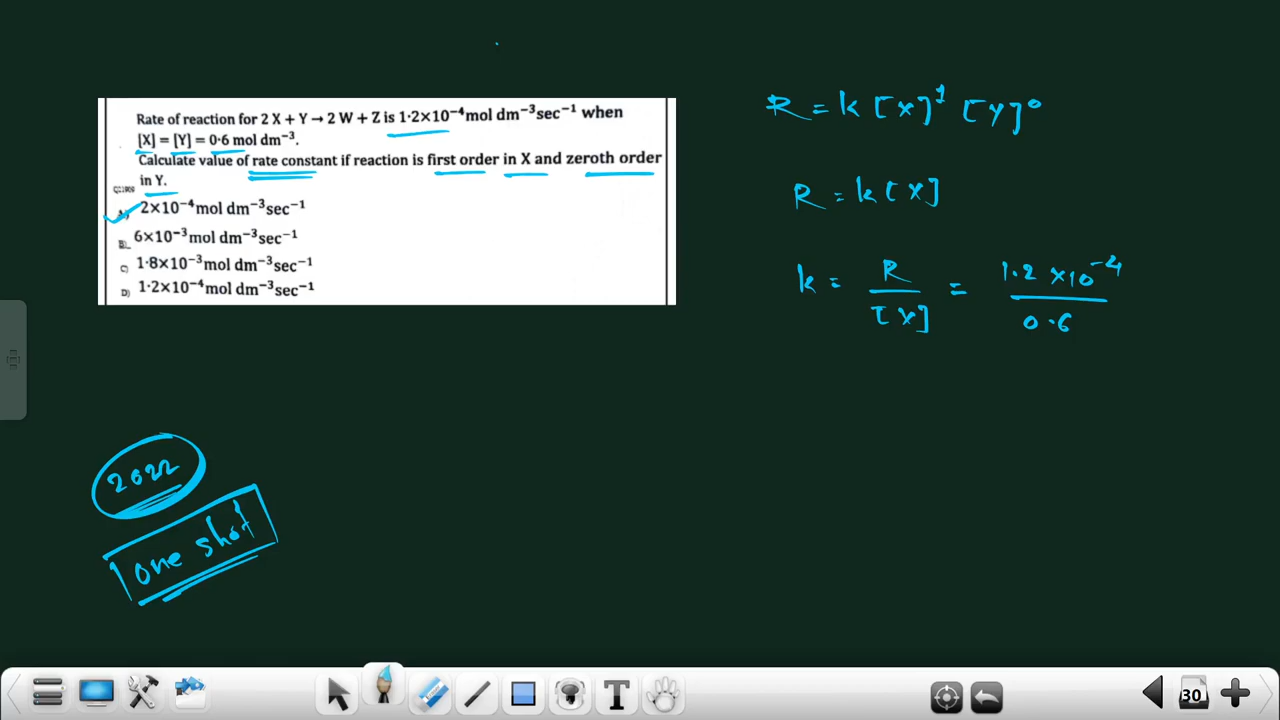 Rate of reaction for 2 X + Y → 2 W + Z is 1·2×10⁻⁴mol dm⁻³sec⁻¹ when
[X] = [Y] = 0·6 mol dm⁻³.
Calculate value of rate constant if reaction is first order in X and zeroth order
in Y.
2×10⁻⁴mol dm⁻³sec⁻¹
B) 6×10⁻³mol dm⁻³sec⁻¹
C) 1·8×10⁻³mol dm⁻³sec⁻¹
D) 1·2×10⁻⁴mol dm⁻³sec⁻¹
R = k [X]¹ [Y]⁰
R = k[X]
k = R / [X] = 1.2 ×10⁻⁴ / 0.6
2022
one shot
T
30